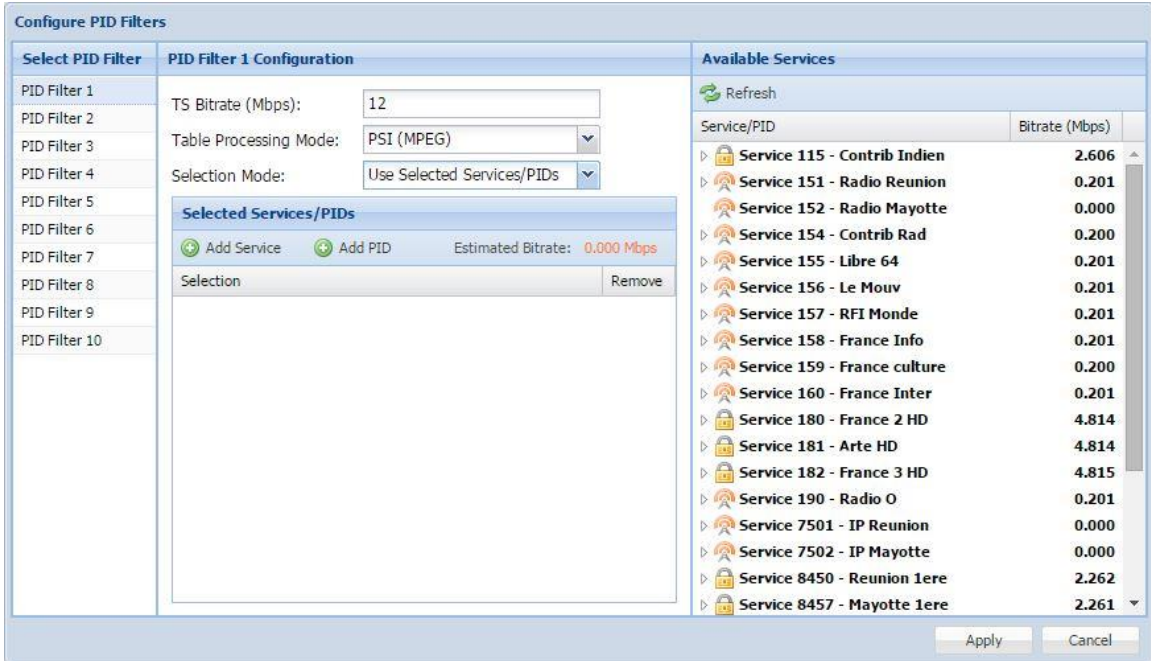 Configure PID Filters
Select PID Filter
PID Filter 1
PID Filter 2
PID Filter 3
PID Filter 4
PID Filter 5
PID Filter 6
PID Filter 7
PID Filter 8
PID Filter 9
PID Filter 10
PID Filter 1 Configuration
TS Bitrate (Mbps): 12
Table Processing Mode: PSI (MPEG)
Selection Mode: Use Selected Services/PIDs
Selected Services/PIDs
Add Service Add PID Estimated Bitrate: 0.000 Mbps
Selection Remove
Available Services
Refresh
Service/PID Bitrate (Mbps)
Service 115 - Contrib Indien 2.606
Service 151 - Radio Reunion 0.201
Service 152 - Radio Mayotte 0.000
Service 154 - Contrib Rad 0.200
Service 155 - Libre 64 0.201
Service 156 - Le Mouv 0.201
Service 157 - RFI Monde 0.201
Service 158 - France Info 0.201
Service 159 - France culture 0.200
Service 160 - France Inter 0.201
Service 180 - France 2 HD 4.814
Service 181 - Arte HD 4.814
Service 182 - France 3 HD 4.815
Service 190 - Radio O 0.201
Service 7501 - IP Reunion 0.000
Service 7502 - IP Mayotte 0.000
Service 8450 - Reunion 1ere 2.262
Service 8457 - Mayotte 1ere 2.261
Apply Cancel